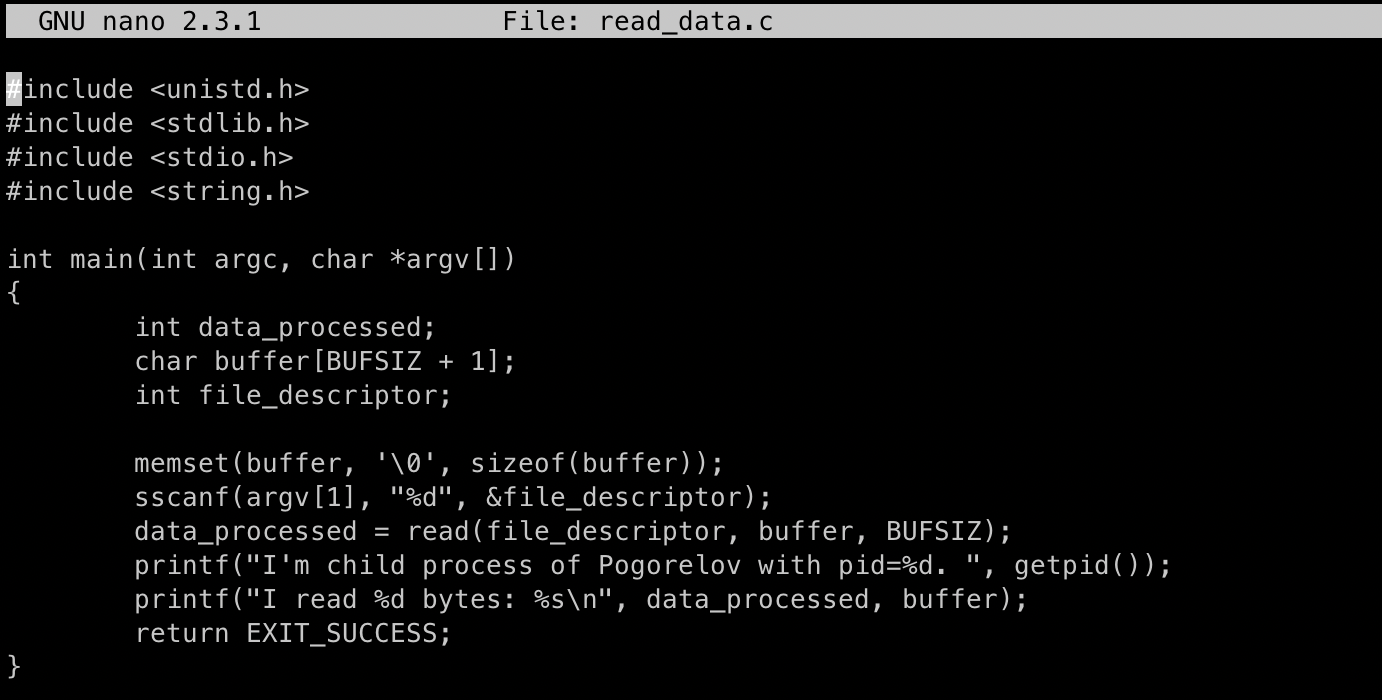 GNU nano 2.3.1 File: read_data.c
#include <unistd.h>
#include <stdlib.h>
#include <stdio.h>
#include <string.h>
int main(int argc, char *argv[])
{
int data_processed;
char buffer[BUFSIZ + 1];
int file_descriptor;
memset(buffer, '\0', sizeof(buffer));
sscanf(argv[1], "%d", &file_descriptor);
data_processed = read(file_descriptor, buffer, BUFSIZ);
printf("I'm child process of Pogorelov with pid=%d. ", getpid());
printf("I read %d bytes: %s\n", data_processed, buffer);
return EXIT_SUCCESS;
}